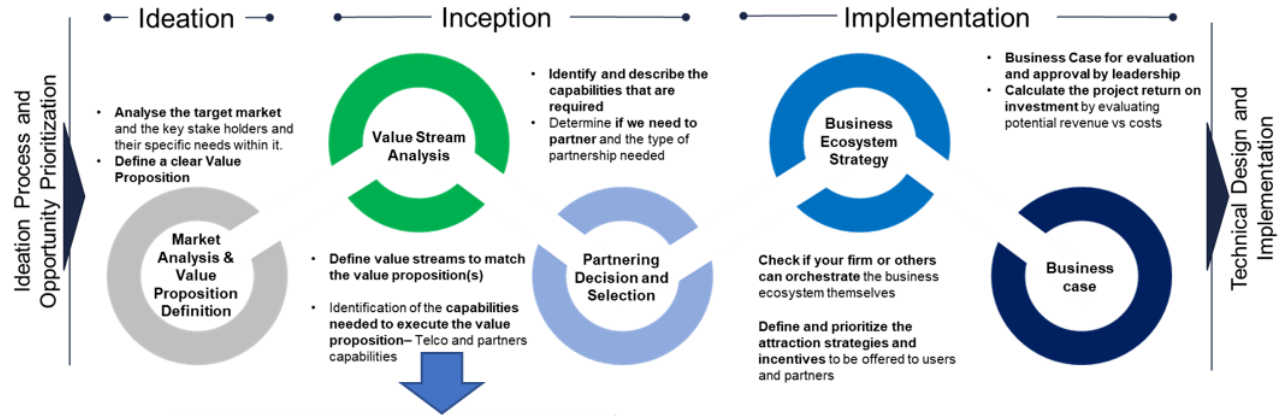 Ideation
Inception
Implementation
Ideation Process and
Opportunity Prioritization
• Analyse the target market
and the key stake holders and
their specific needs within it.
• Define a clear Value
Proposition
Market
Analysis &
Value
Proposition
Definition
Value Stream
Analysis
• Define value streams to match
the value proposition(s)
• Identification of the capabilities
needed to execute the value
proposition– Telco and partners
capabilities
• Identify and describe the
capabilities that are
required
• Determine if we need to
partner and the type of
partnership needed
Partnering
Decision and
Selection
Business
Ecosystem
Strategy
Check if your firm or others
can orchestrate the business
ecosystem themselves
Define and prioritize the
attraction strategies and
incentives to be offered to users
and partners
• Business Case for evaluation
and approval by leadership
• Calculate the project return on
investment by evaluating
potential revenue vs costs
Business
case
Technical Design and
Implementation